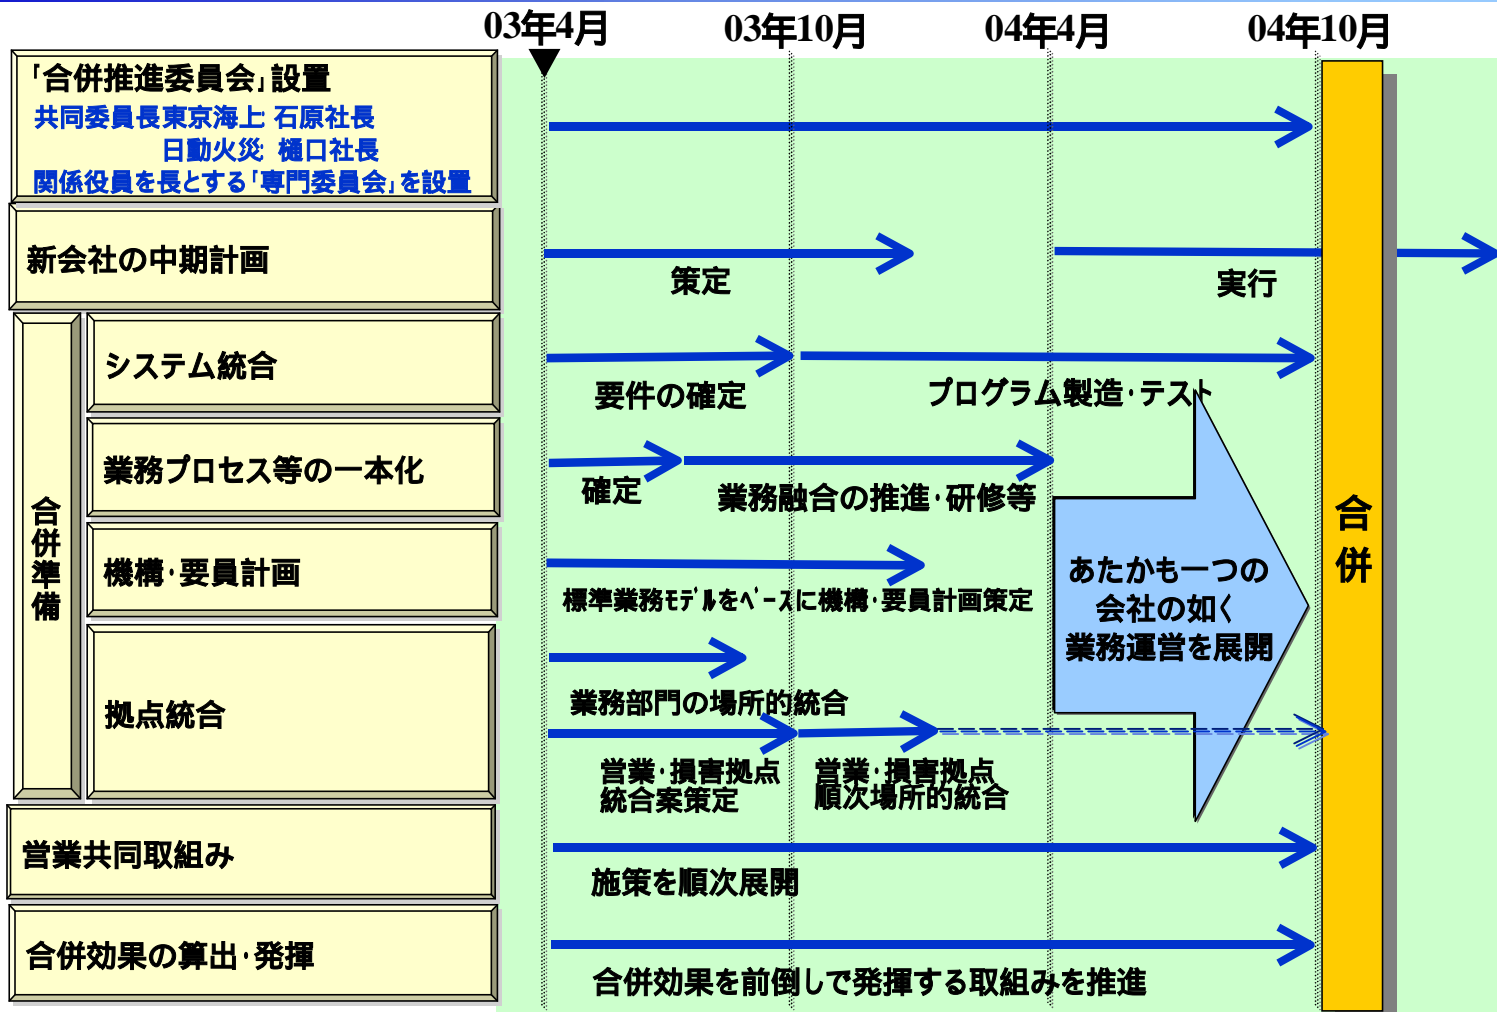 03年4月
03年10月
04年4月
04年10月
「合併推進委員会」設置
共同委員長東京海上:石原社長
日動火災:樋口社長
関係役員を長とする「専門委員会」を設置
新会社の中期計画
策定
実行
合併準備
システム統合
要件の確定
プログラム製造・テスト
業務プロセス等の一本化
確定
業務融合の推進・研修等
機構・要員計画
標準業務ﾓﾃﾞﾙをﾍﾞｰｽに機構・要員計画策定
拠点統合
業務部門の場所的統合
営業・損害拠点
統合案策定
営業・損害拠点
順次場所的統合
あたかも一つの
会社の如く
業務運営を展開
合併
営業共同取組み
施策を順次展開
合併効果の算出・発揮
合併効果を前倒しで発揮する取組みを推進